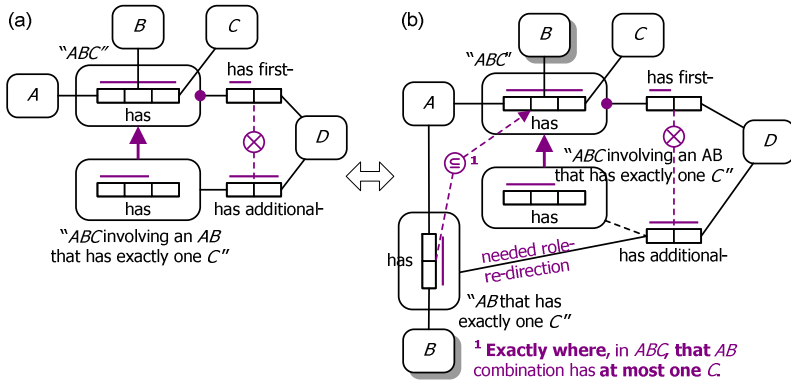 (a)
B
C
"ABC"
has first-
A
has
D
has
has additional-
"ABC involving an AB
that has exactly one C"
(b)
B
C
"ABC"
has first-
A
has
D
⊆ 1
"ABC involving an AB
that has exactly one C"
has
has additional-
has
needed role-
re-direction
"AB that has
exactly one C"
B
1 Exactly where, in ABC, that AB
combination has at most one C.